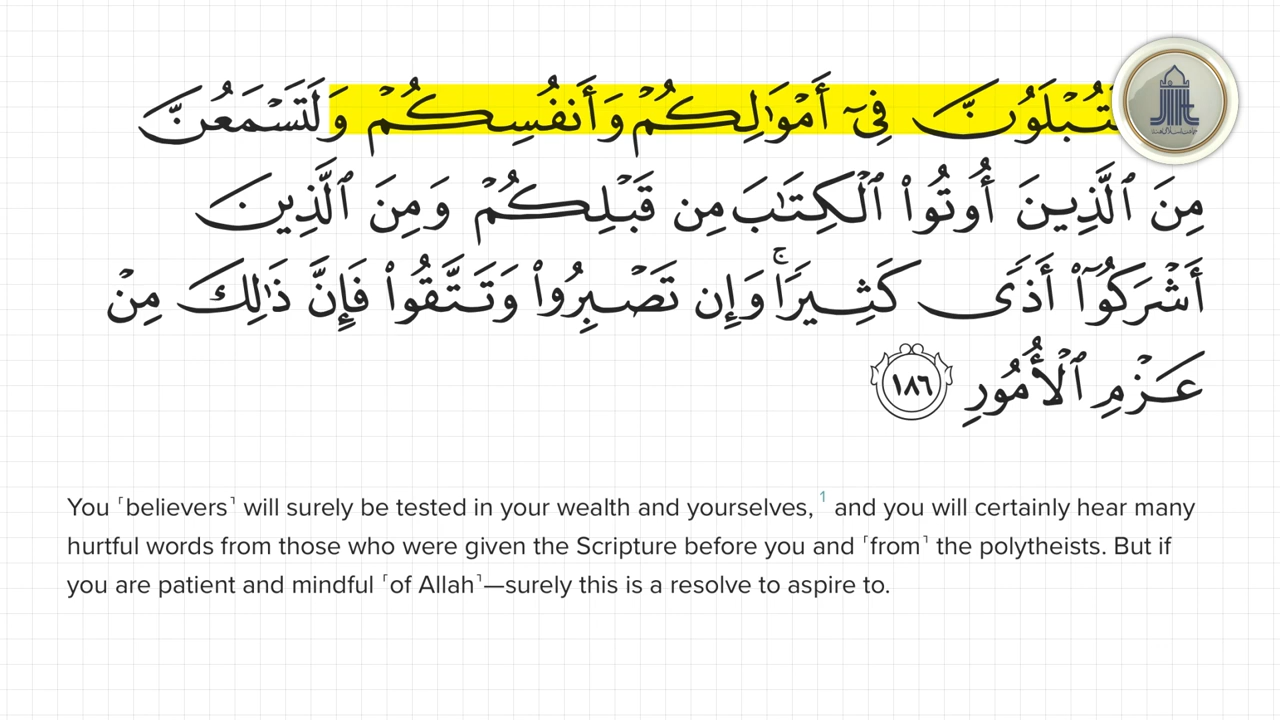 تُبْلَوُنَّ فِىٓ أَمْوَٰلِكُمْ وَأَنفُسِكُمْ وَلَتَسْمَعُنَّ
مِنَ ٱلَّذِينَ أُوتُوا۟ ٱلْكِتَـٰبَ مِن قَبْلِكُمْ وَمِنَ ٱلَّذِينَ
أَشْرَكُوٓا۟ أَذًى كَثِيرًا ۚ وَإِن تَصْبِرُوا۟ وَتَتَّقُوا۟ فَإِنَّ ذَٰلِكَ مِنْ
عَزْمِ ٱلْأُمُورِ ١٨٦
You ˹believers˺ will surely be tested in your wealth and yourselves, 1 and you will certainly hear many
hurtful words from those who were given the Scripture before you and ˹from˺ the polytheists. But if
you are patient and mindful ˹of Allah˺—surely this is a resolve to aspire to.